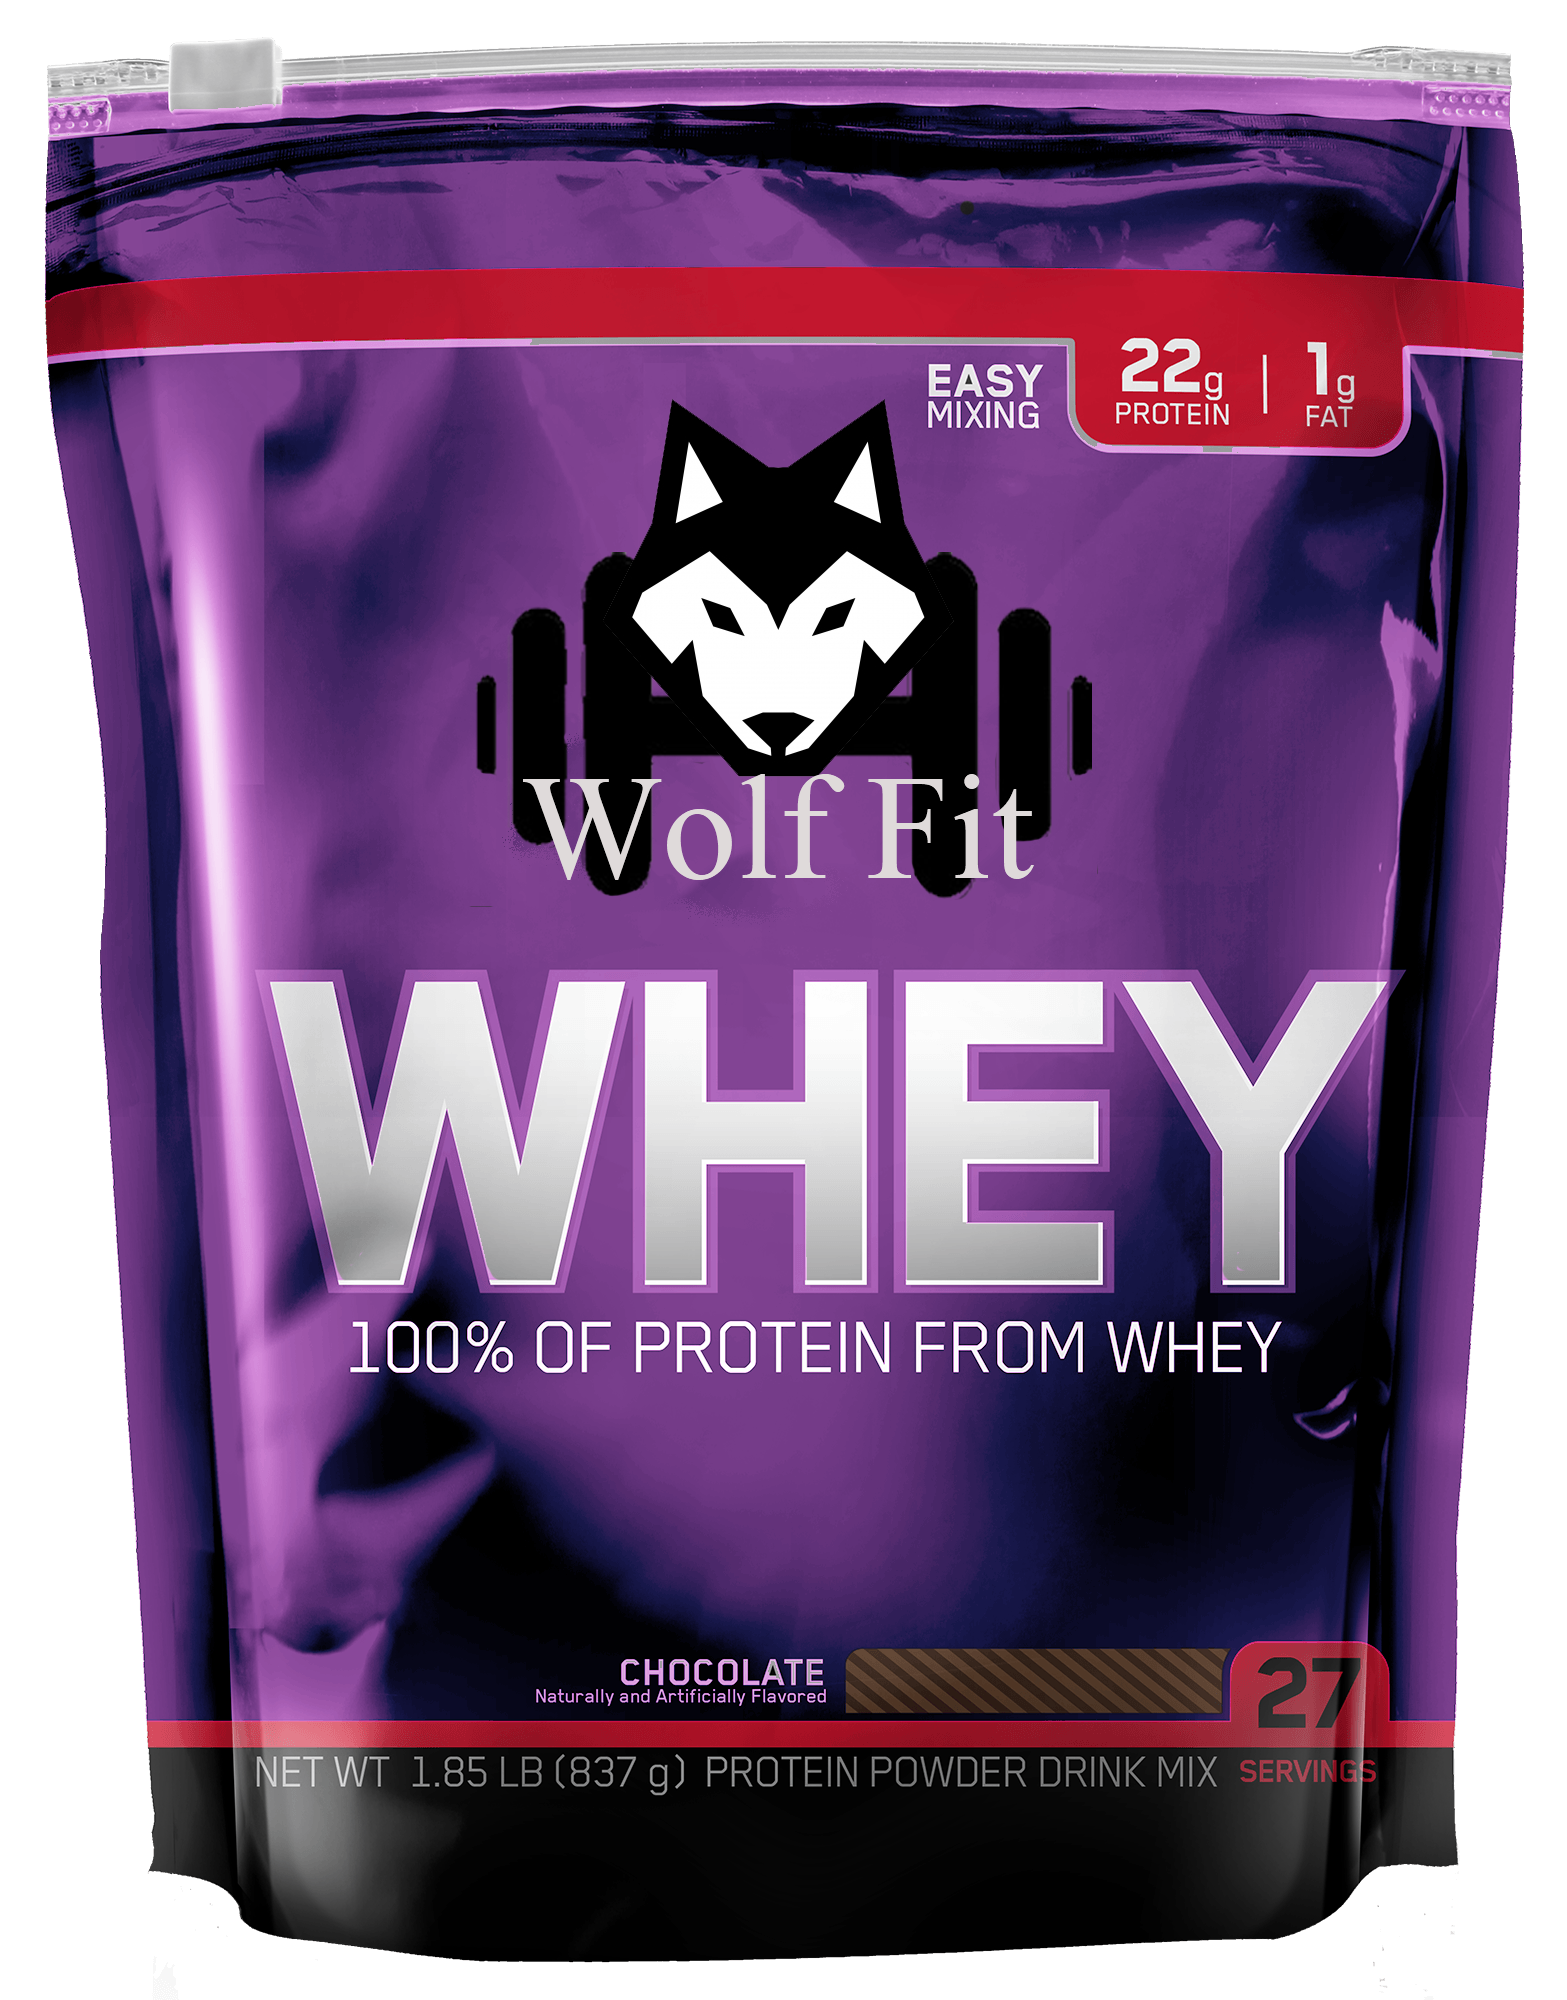 EASY
MIXING
22g
PROTEIN
1g
FAT
Wolf Fit
WHEY
100% OF PROTEIN FROM WHEY
CHOCOLATE
Naturally and Artificially Flavored
27
SERVINGS
NET WT 1.85 LB (837 g) PROTEIN POWDER DRINK MIX